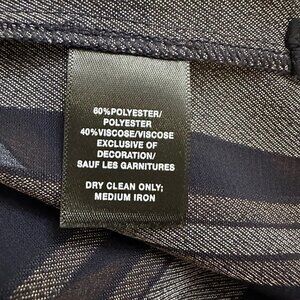 60%POLYESTER/
POLYESTER
40%VISCOSE/VISCOSE
EXCLUSIVE OF
DECORATION/
SAUF LES GARNITURES
DRY CLEAN ONLY;
MEDIUM IRON